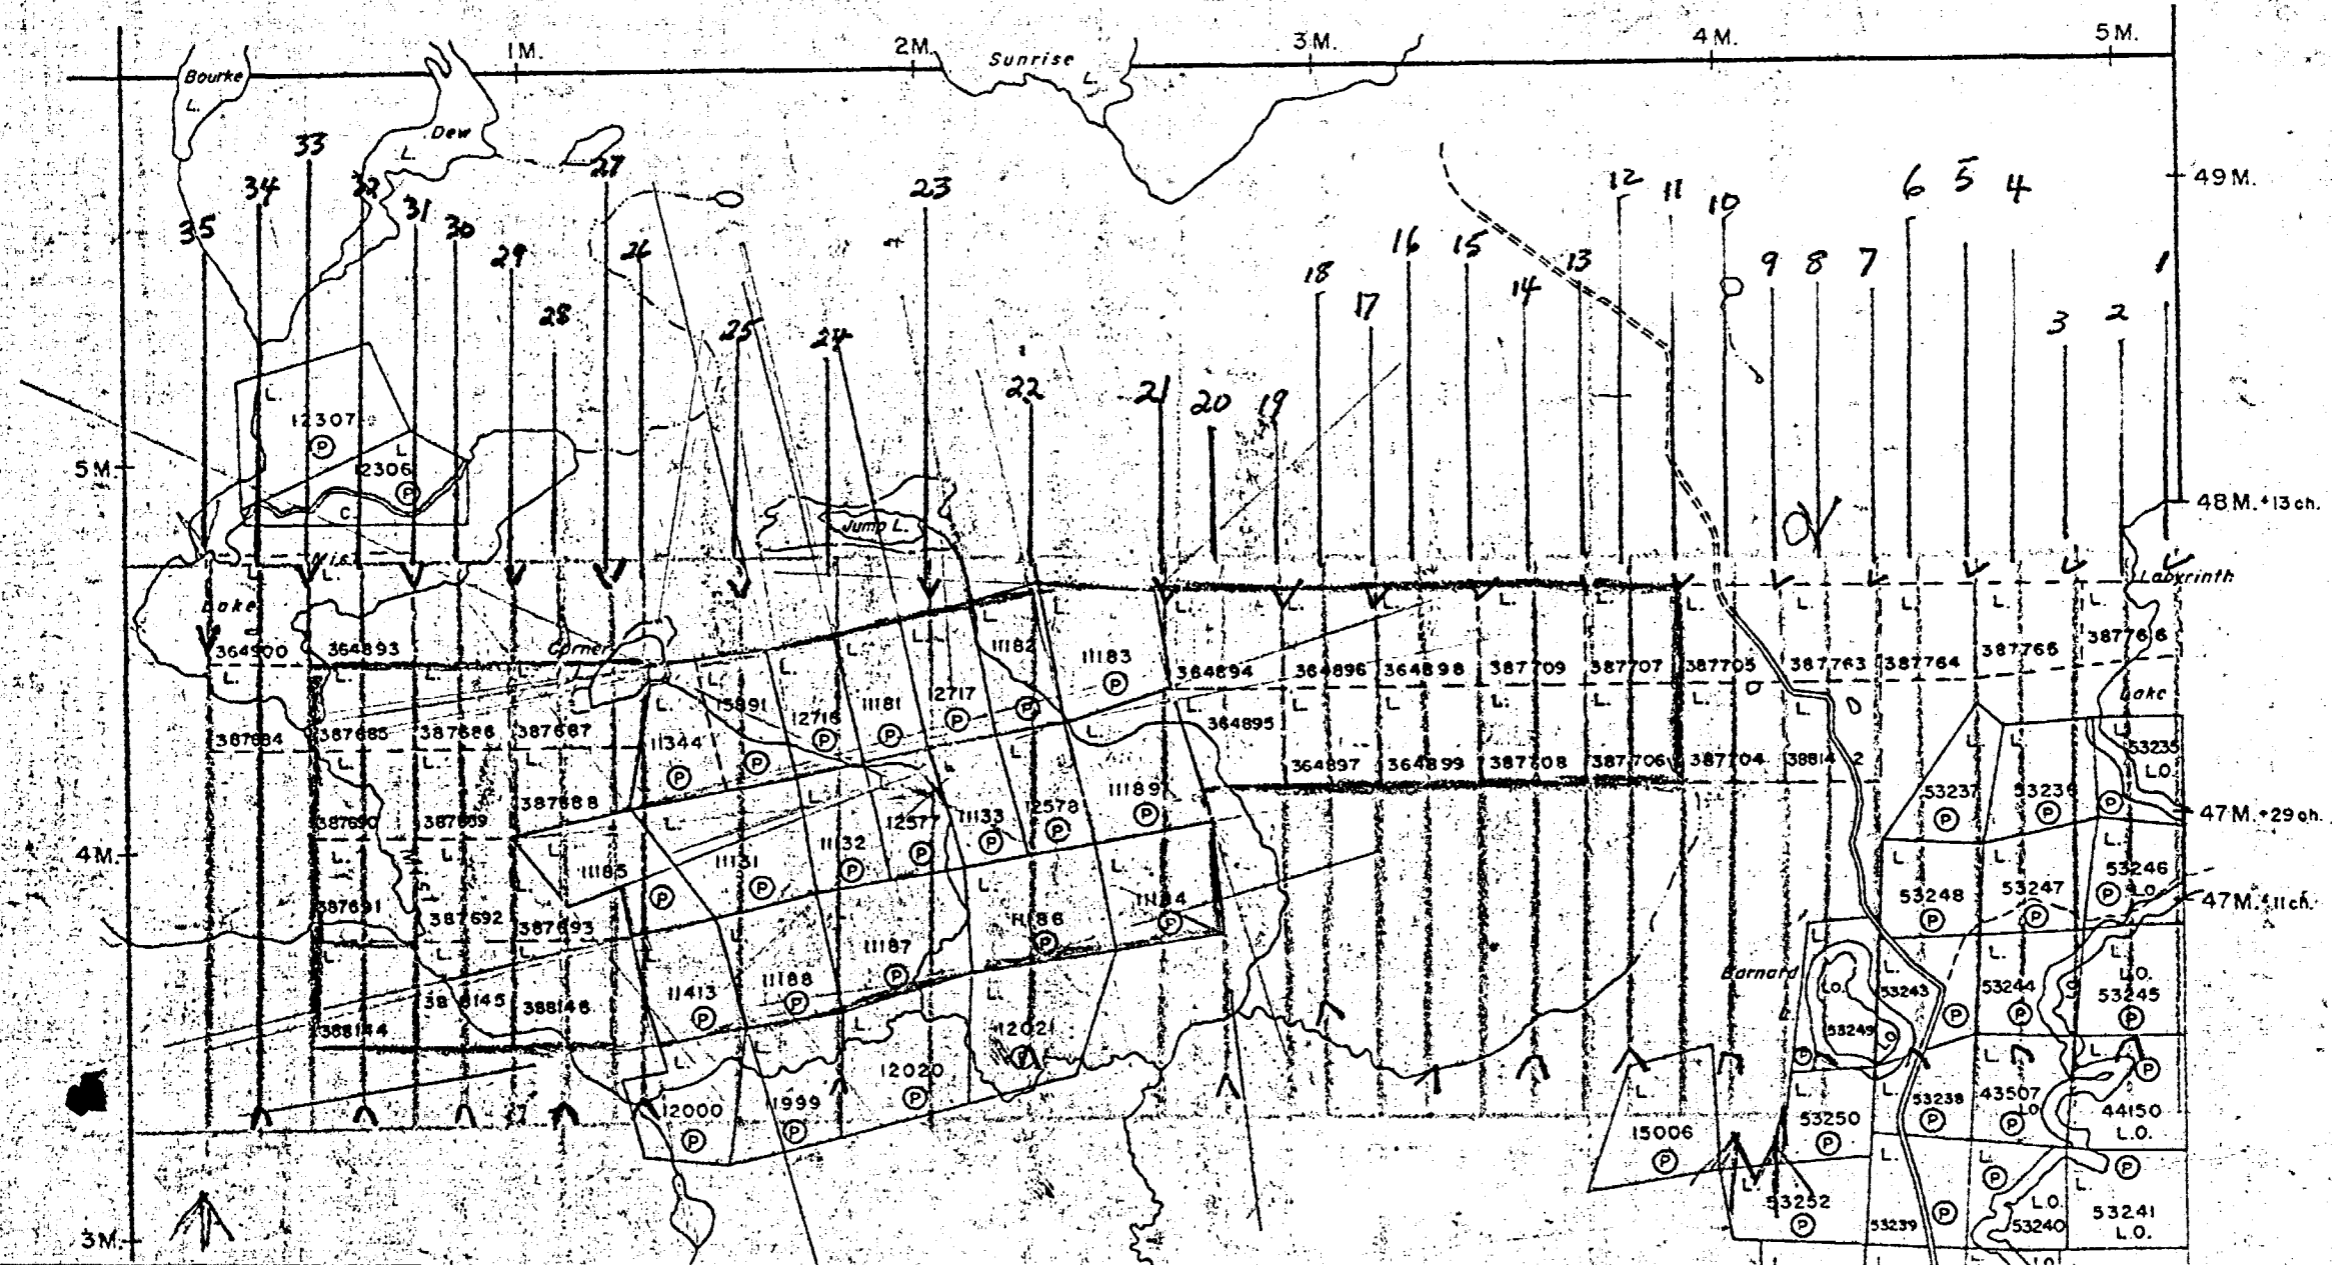 1M. 2M. 3M. 4M. 5M.
Bourke
L.
Sunrise
L.
Dew
L.
49M.
35 34 33 32 31 30 29 28 27 26 25 24 23 22 21 20 19 18 17 16 15 14 13 12 11 10 9 8 7 6 5 4 3 2 1
L.
12307
P
L
12306
P
C.
5M.
Jump L.
48M.+13ch.
Mist
L.
Lake
Labyrinth
L. L. L. L. L. L. L. L. L. L.
364900 364893
Corner
11182 11183
P
364894 364896 364898 387709 387707 387705 387763 387764 387765 387766
Lake
15891 12716 11181 12717
P P P P P
364895
387684 387685 387686 387687
11344
P
53235
L.O.
P
364897 364899 387708 387706 387704 388142
387688
11189
P
53237 53236
P P
47M.+29ch.
387690 387689
12577 11133 12578
P P P
4M.
11185
P
11131 11132
P P
53248 53247 53246
P P P
L.O.
47M.+11ch.
387691 387692 387693
11184
P
11186
P
11187
P
Barnard
L.
L.O.
53243 53244 53245
L.O.
P P P
388144 388145 388146
11413 11188
P P
53249
L.O.
12021
P
12020
P
12000 11999
P P
15006
P
53250
P
53238 43507 44150
P P P
L.O. L.O.
3M.
53252
P
53239 53240 53241
P P P
L.O. L.O.